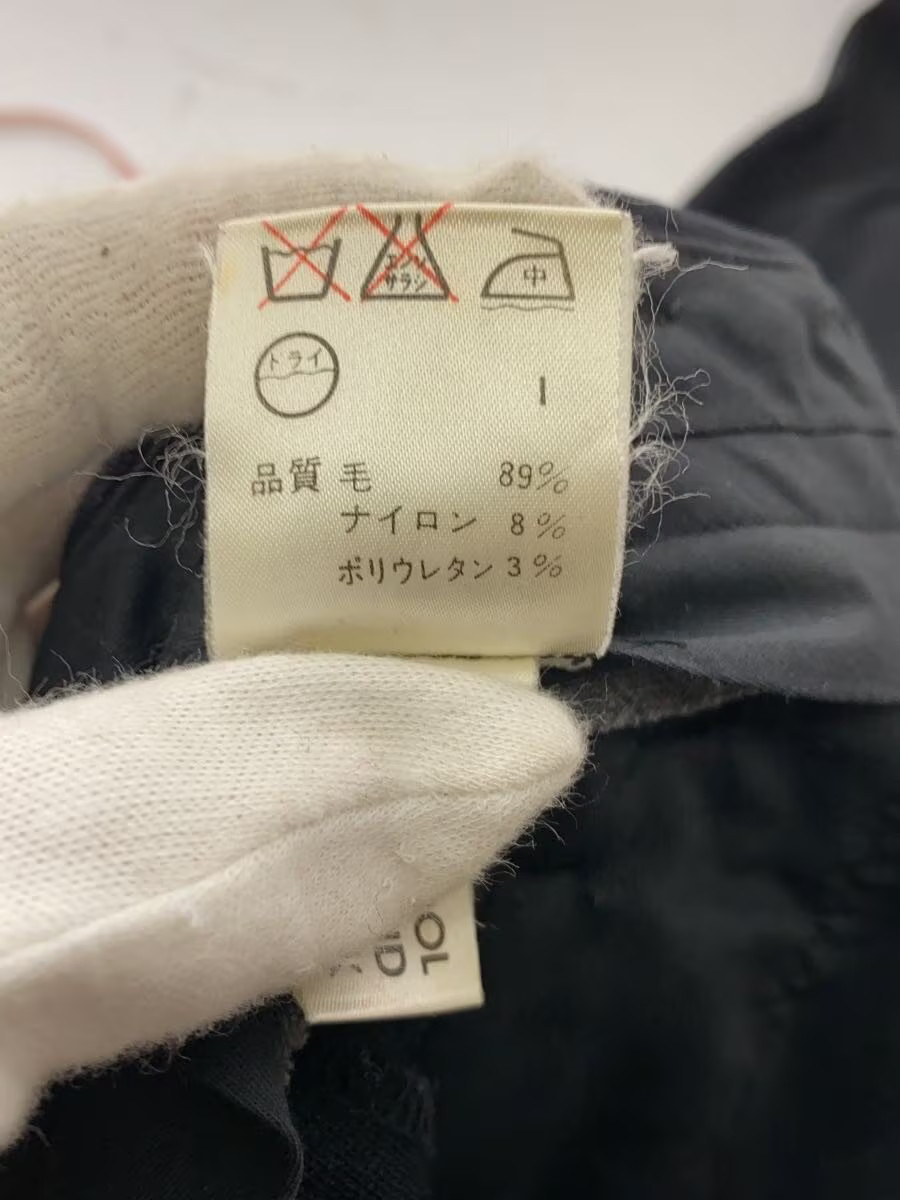 エンソ
サラシ
中
ドライ
1
品質 毛 89%
ナイロン 8%
ポリウレタン 3%